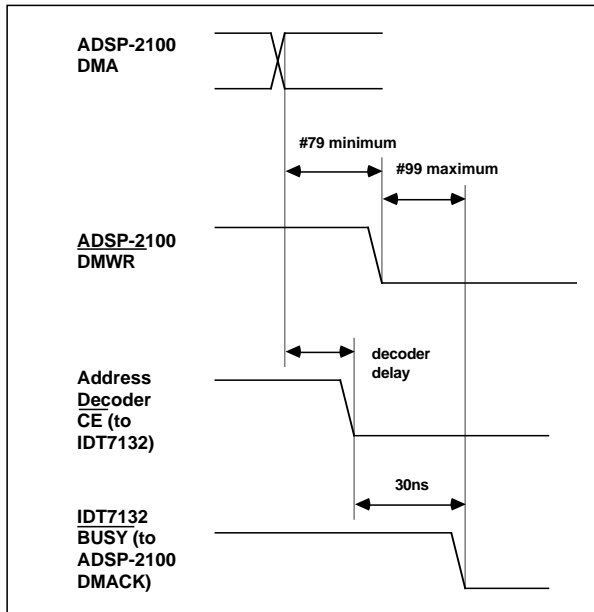 ADSP-2100
DMA
#79 minimum
#99 maximum
ADSP-2100
DMWR
decoder
delay
Address
Decoder
CE (to
IDT7132)
30ns
IDT7132
BUSY (to
ADSP-2100
DMACK)